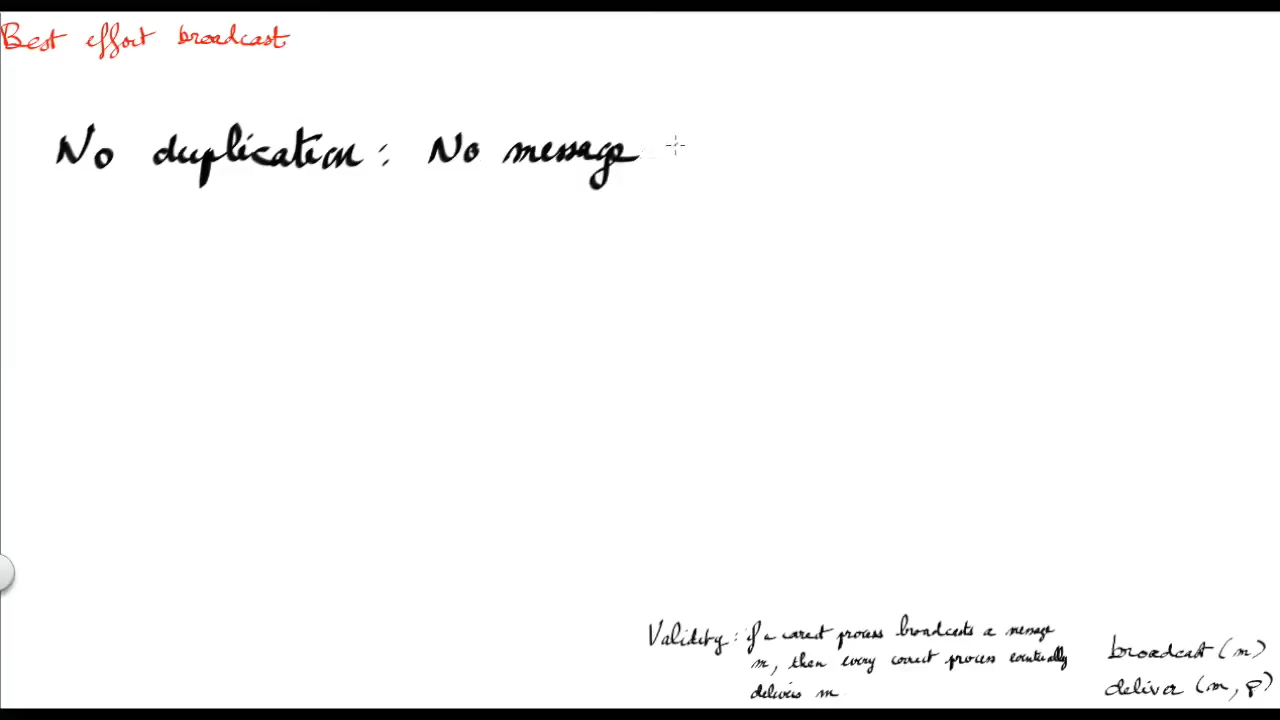 Best effort broadcast
No duplication: No message
Validity: if a correct process broadcasts a message
m, then every correct process eventually
delivers m
broadcast (m)
deliver (m, p)